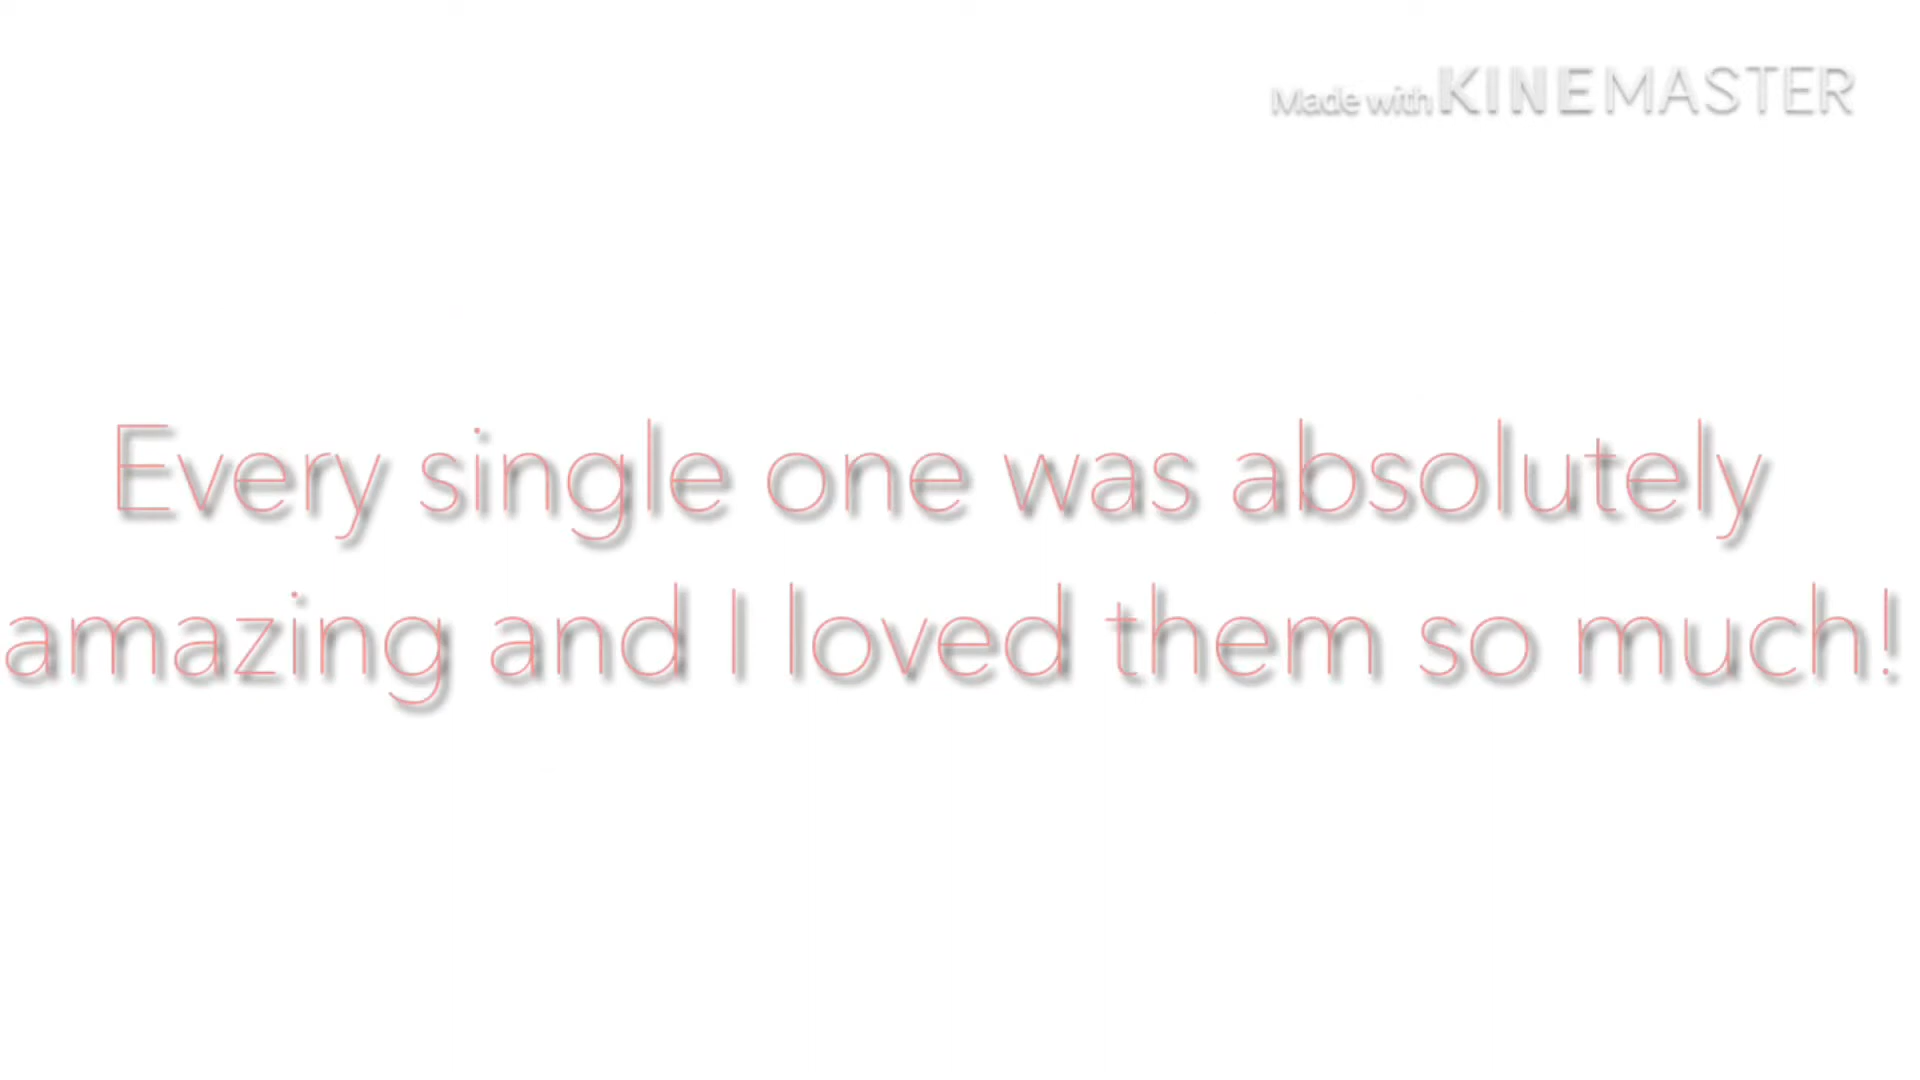 Made with KINEMASTER
Every single one was absolutely
amazing and I loved them so much!